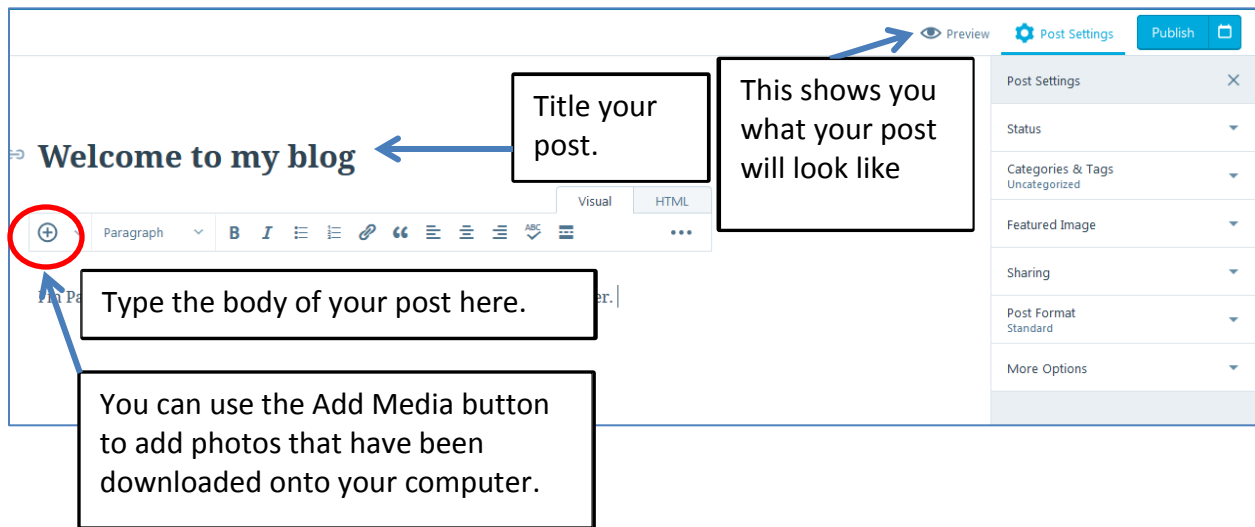 Preview Post Settings Publish
Title your
post.
This shows you
what your post
will look like
Post Settings
Status
Categories & Tags
Uncategorized
Featured Image
Sharing
Post Format
Standard
More Options
Welcome to my blog
Visual HTML
Paragraph B I ABC
I'm
Type the body of your post here.
You can use the Add Media button
to add photos that have been
downloaded onto your computer.